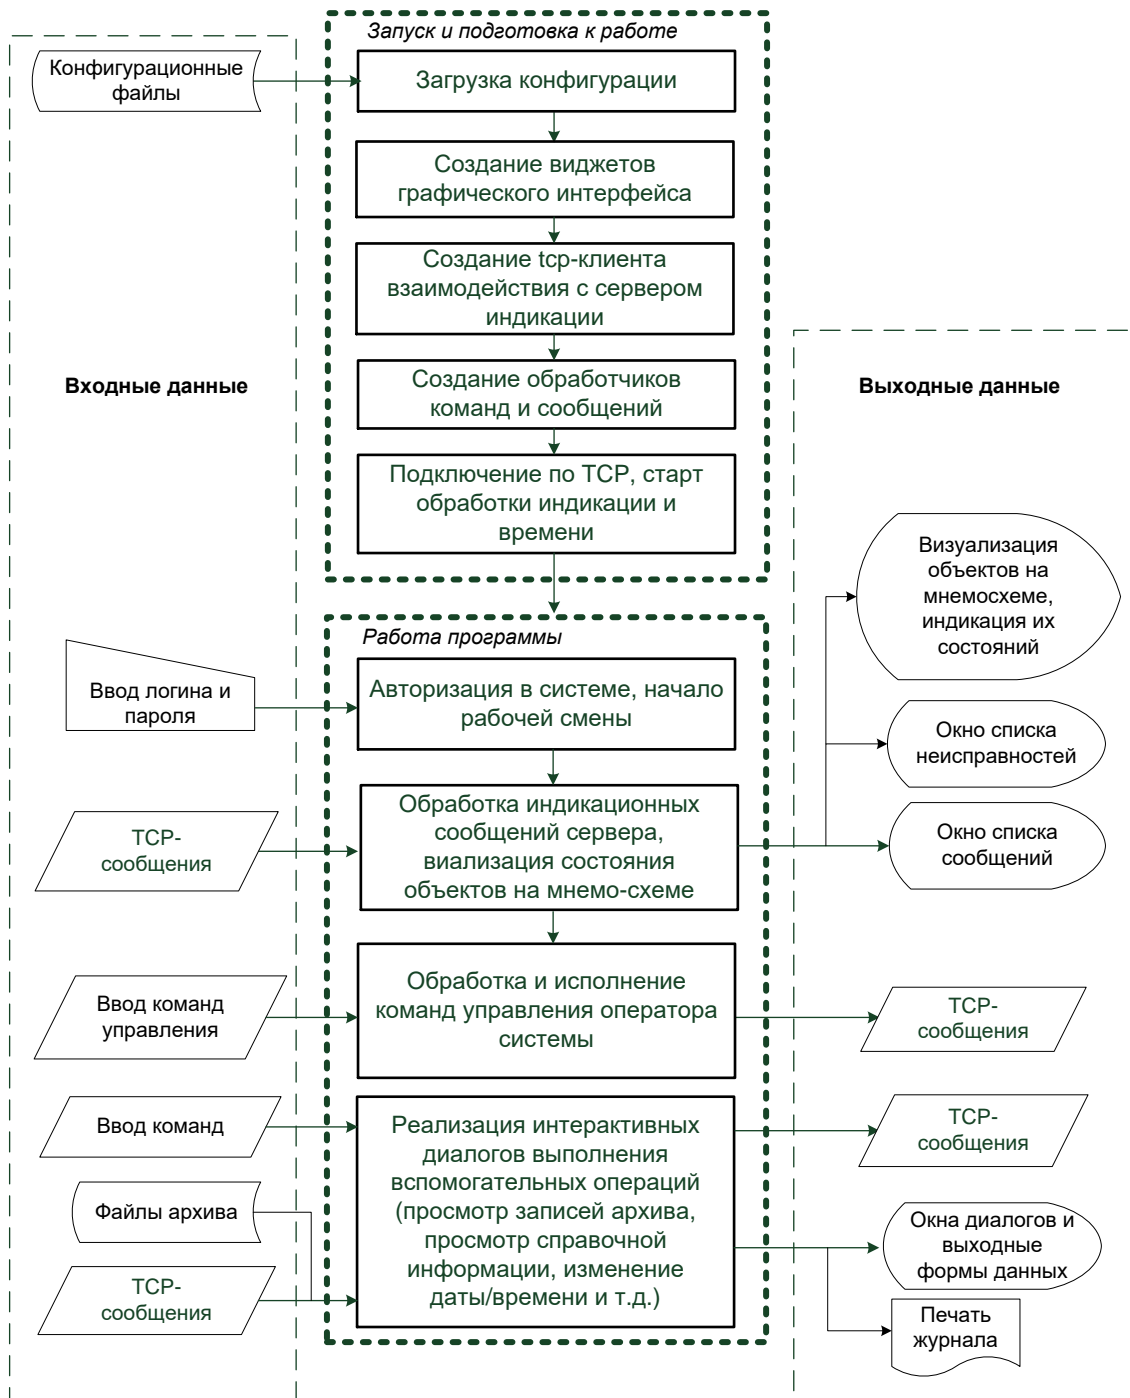 Запуск и подготовка к работе
Конфигурационные
файлы
Загрузка конфигурации
Создание виджетов
графического интерфейса
Создание tcp-клиента
взаимодействия с сервером
индикации
Входные данные
Создание обработчиков
команд и сообщений
Выходные данные
Подключение по TCP, старт
обработки индикации и
времени
Визуализация
объектов на
мнемосхеме,
индикация их
состояний
Работа программы
Ввод логина и
пароля
Авторизация в системе, начало
рабочей смены
Окно списка
неисправностей
TCP-
сообщения
Обработка индикационных
сообщений сервера,
виализация состояния
объектов на мнемо-схеме
Окно списка
сообщений
Ввод команд
управления
Обработка и исполнение
команд управления оператора
системы
TCP-
сообщения
Ввод команд
Реализация интерактивных
диалогов выполнения
вспомогательных операций
(просмотр записей архива,
просмотр справочной
информации, изменение
даты/времени и т.д.)
TCP-
сообщения
Файлы архива
Окна диалогов и
выходные
формы данных
TCP-
сообщения
Печать
журнала